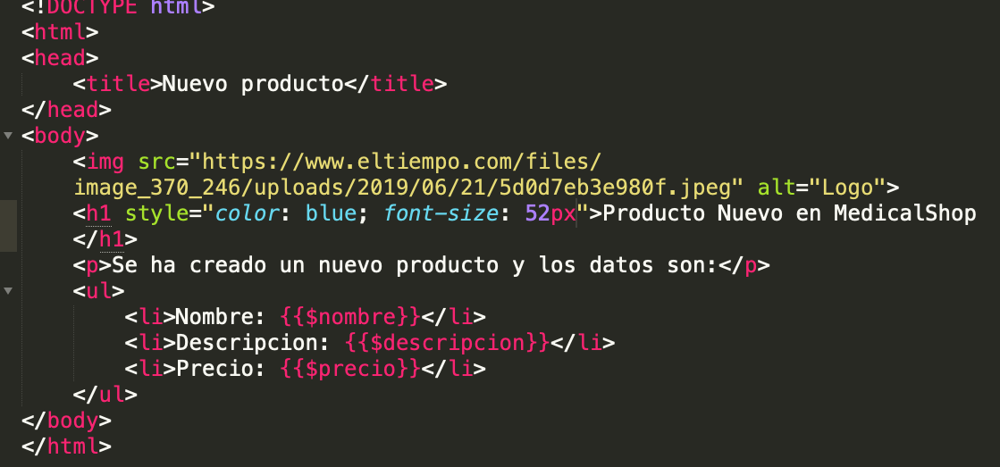 <!DOCTYPE html>
<html>
<head>
    <title>Nuevo producto</title>
</head>
<body>
    <img src="https://www.eltiempo.com/files/
    image_370_246/uploads/2019/06/21/5d0d7eb3e980f.jpeg" alt="Logo">
    <h1 style="color: blue; font-size: 52px">Producto Nuevo en MedicalShop
    </h1>
    <p>Se ha creado un nuevo producto y los datos son:</p>
    <ul>
        <li>Nombre: {{$nombre}}</li>
        <li>Descripcion: {{$descripcion}}</li>
        <li>Precio: {{$precio}}</li>
    </ul>
</body>
</html>